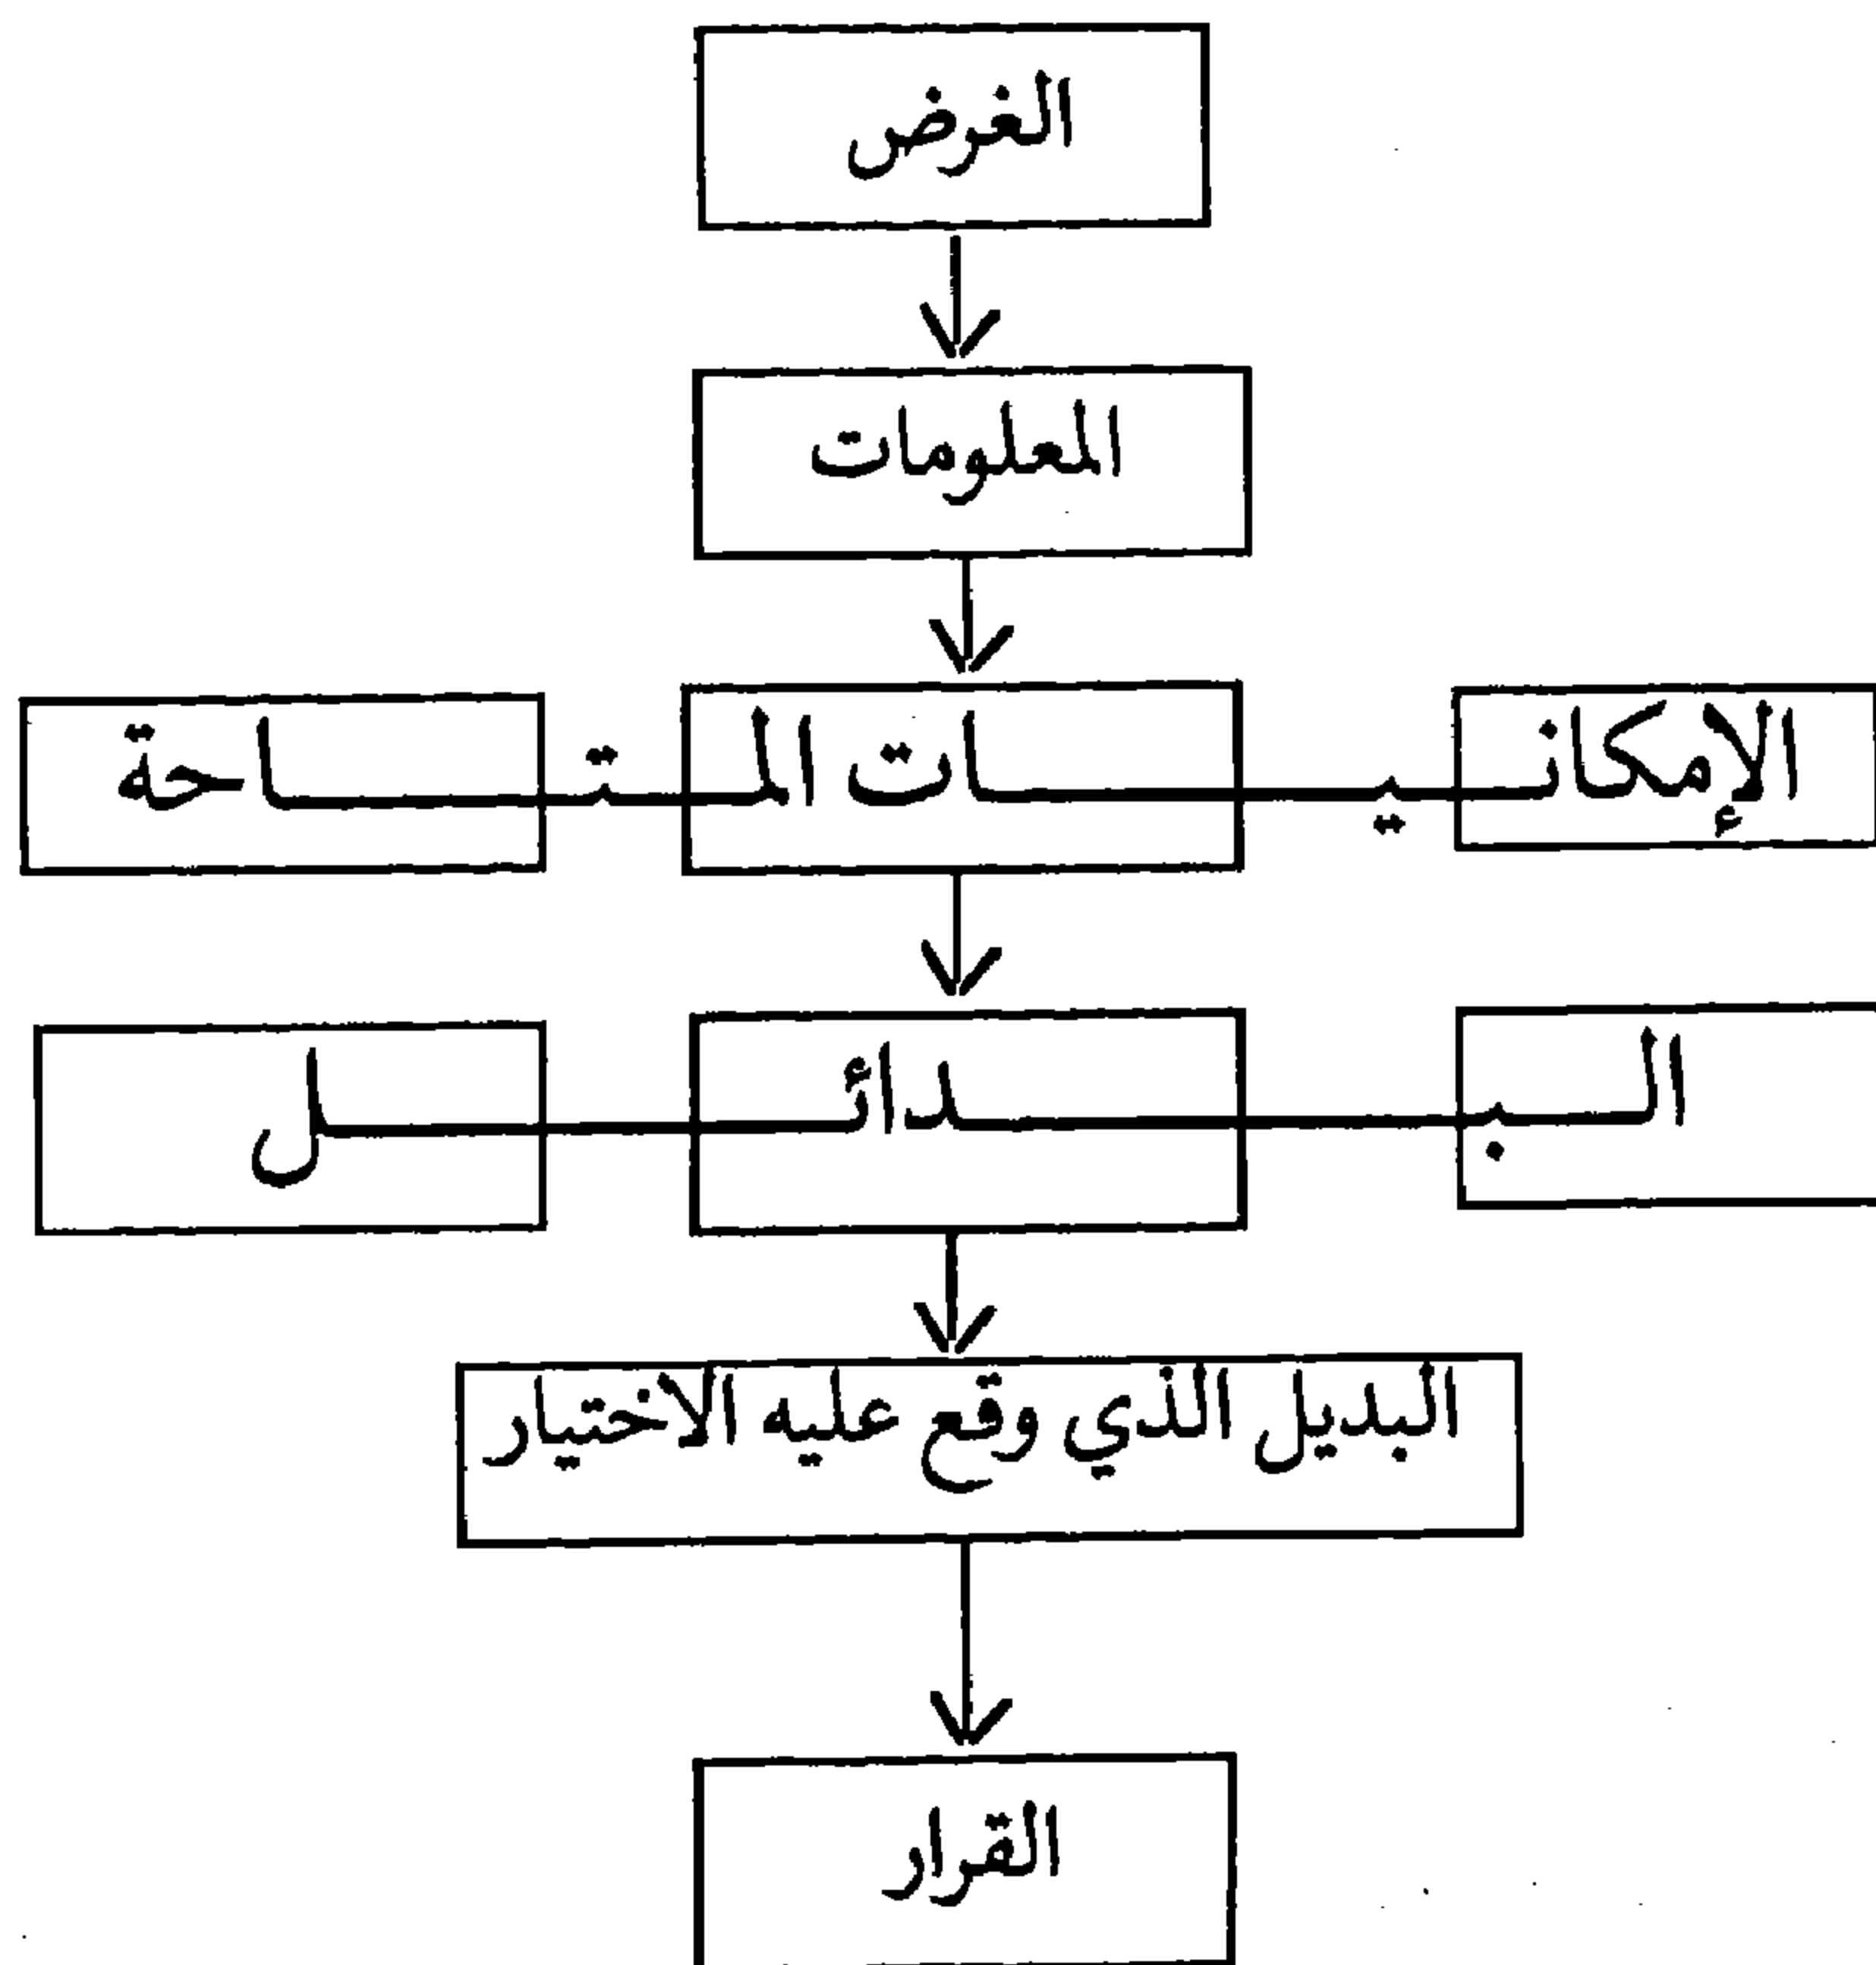 الغرض
المعلومات
الإمكانيات المتاحة
البدائل
البديل الذي وقع عليه الاختيار
القرار